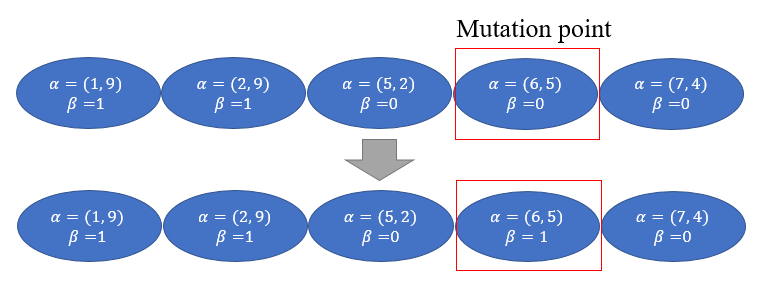 Mutation point
α = (1, 9)
β =1
α = (2, 9)
β =1
α = (5, 2)
β =0
α = (6, 5)
β =0
α = (7, 4)
β =0
α = (1, 9)
β =1
α = (2, 9)
β =1
α = (5, 2)
β =0
α = (6, 5)
β = 1
α = (7, 4)
β =0